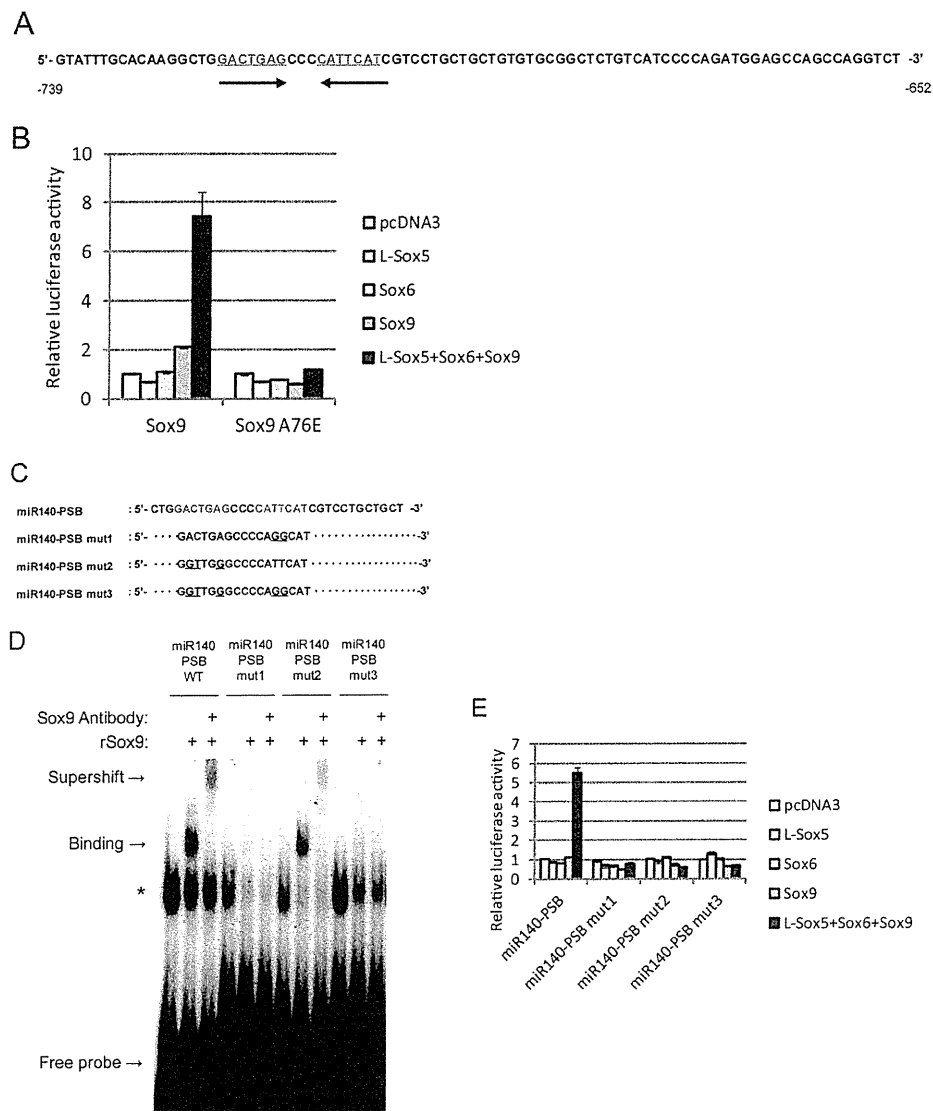 A
5'- GTATTTGCACAAGGCTGGACTGAGCCCCATTCATCGTCCTGCTGCTGTGTGCGGCTCTGTCATCCCCAGATGGAGCCAGCCAGGTCT -3'
-739 -652
B
Relative luciferase activity
10
8
6
4
2
0
Sox9 Sox9 A76E
pcDNA3
L-Sox5
Sox6
Sox9
L-Sox5+Sox6+Sox9
C
miR140-PSB : 5'- CTGGACTGAGCCCCATTCATCGTCCTGCTGCT -3'
miR140-PSB mut1 : 5'- ···· GACTGAGCCCCAGGCAT ················-3'
miR140-PSB mut2 : 5'- ···· GGTTGGGCCCCATTCAT ················-3'
miR140-PSB mut3 : 5'- ···· GGTTGGGCCCCAGGCAT ················-3'
D
miR140 PSB WT
miR140 PSB mut1
miR140 PSB mut2
miR140 PSB mut3
Sox9 Antibody: + + + +
rSox9: + + + + + + + +
Supershift →
Binding →
*
Free probe →
E
Relative luciferase activity
7
6
5
4
3
2
1
0
miR140-PSB
miR140-PSB mut1
miR140-PSB mut2
miR140-PSB mut3
pcDNA3
L-Sox5
Sox6
Sox9
L-Sox5+Sox6+Sox9